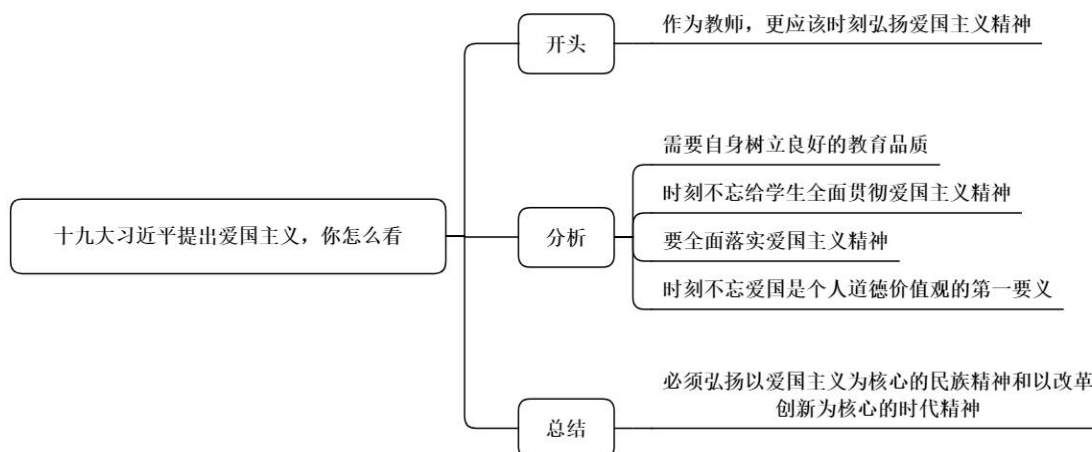 十九大习近平提出爱国主义，你怎么看
开头
作为教师，更应该时刻弘扬爱国主义精神
分析
需要自身树立良好的教育品质
时刻不忘给学生全面贯彻爱国主义精神
要全面落实爱国主义精神
时刻不忘爱国是个人道德价值观的第一要义
总结
必须弘扬以爱国主义为核心的民族精神和以改革
创新为核心的时代精神